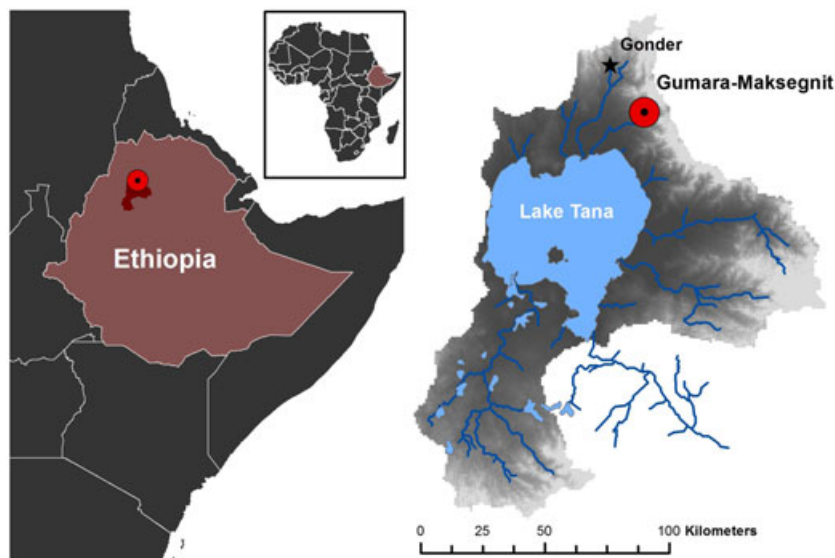 Ethiopia
Gonder
Gumara-Maksegnit
Lake Tana
0 25 50 100 Kilometers